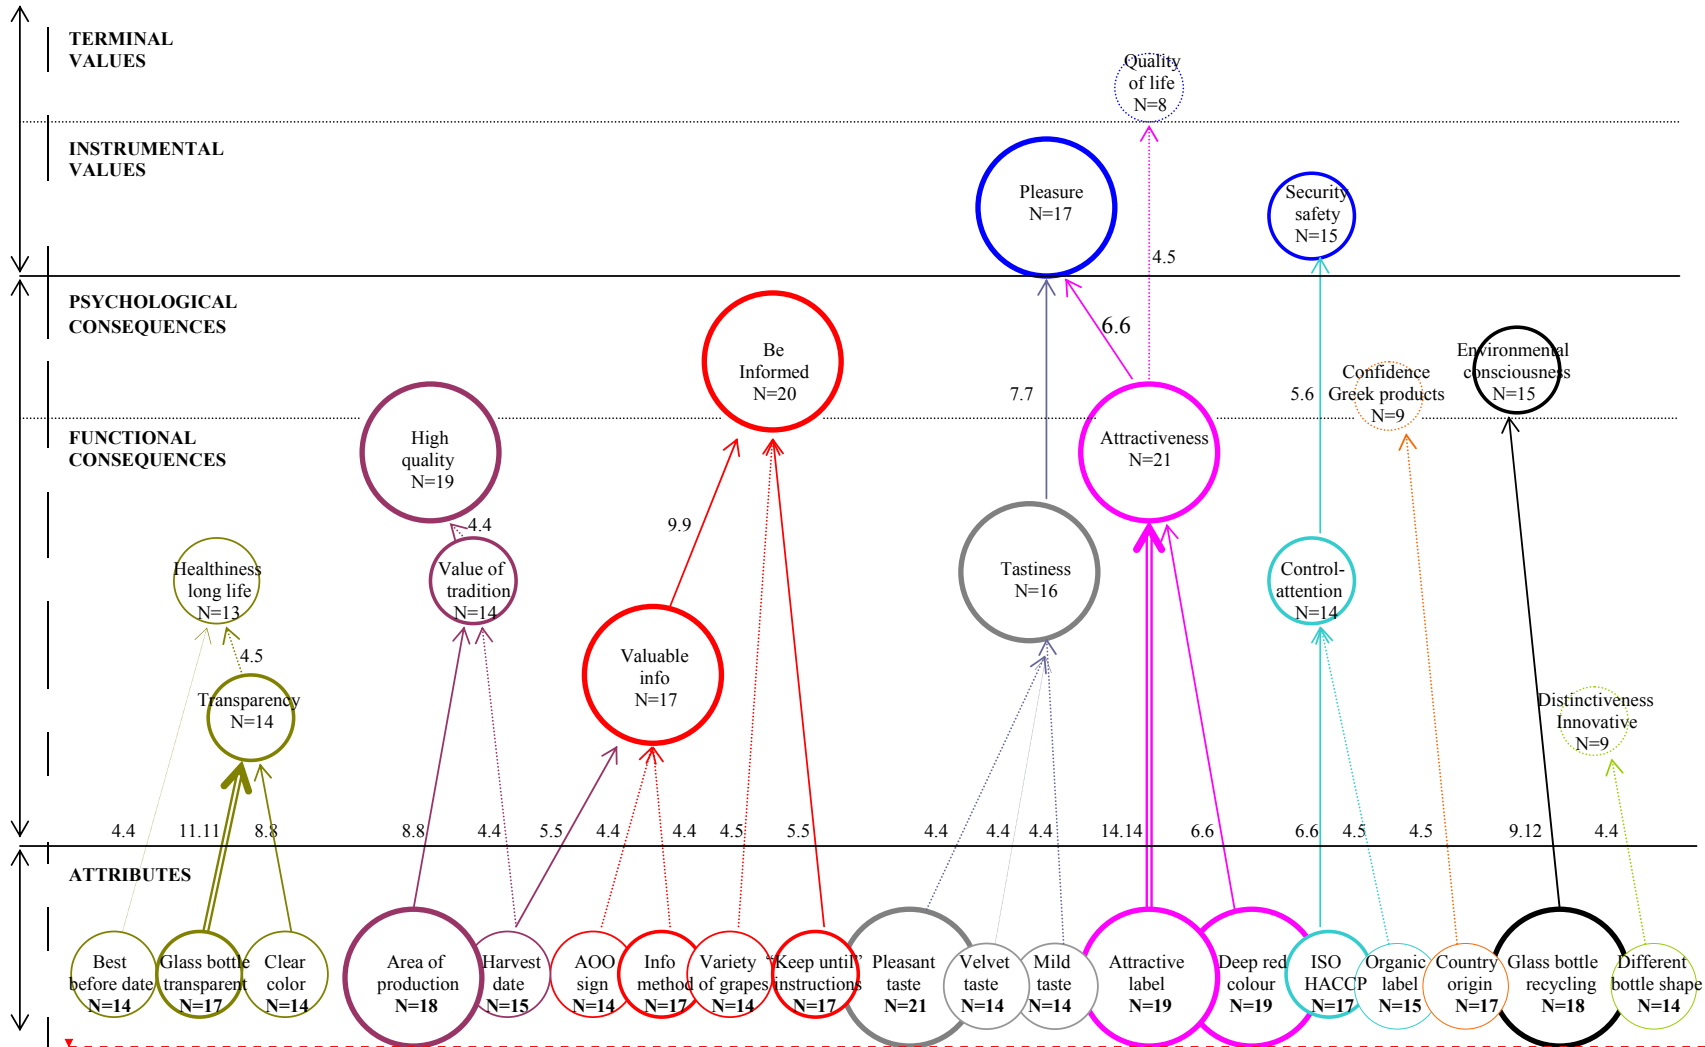 TERMINAL
VALUES
Quality
of life
N=8
INSTRUMENTAL
VALUES
Pleasure
N=17
Security
safety
N=15
4.5
PSYCHOLOGICAL
CONSEQUENCES
Be
Informed
N=20
6.6
7.7
5.6
Confidence
Greek products
N=9
Environmental
consciousness
N=15
FUNCTIONAL
CONSEQUENCES
High
quality
N=19
Attractiveness
N=21
4.4
9.9
Healthiness
long life
N=13
Value of
tradition
N=14
Tastiness
N=16
Control-
attention
N=14
4.5
Transparency
N=14
Valuable
info
N=17
Distinctiveness
Innovative
N=9
4.4
11.11
8.8
8.8
4.4
5.5
4.4
4.4
4.5
5.5
4.4
4.4
4.4
14.14
6.6
6.6
4.5
4.5
9.12
4.4
ATTRIBUTES
Best
before date
N=14
Glass bottle
transparent
N=17
Clear
color
N=14
Area of
production
N=18
Harvest
date
N=15
AOO
sign
N=14
Info
method
N=17
Variety
of grapes
N=14
“Keep until”
instructions
N=17
Pleasant
taste
N=21
Velvet
taste
N=14
Mild
taste
N=14
Attractive
label
N=19
Deep red
colour
N=19
ISO
HACCP
N=17
Organic
label
N=15
Country
origin
N=17
Glass bottle
recycling
N=18
Different
bottle shape
N=14